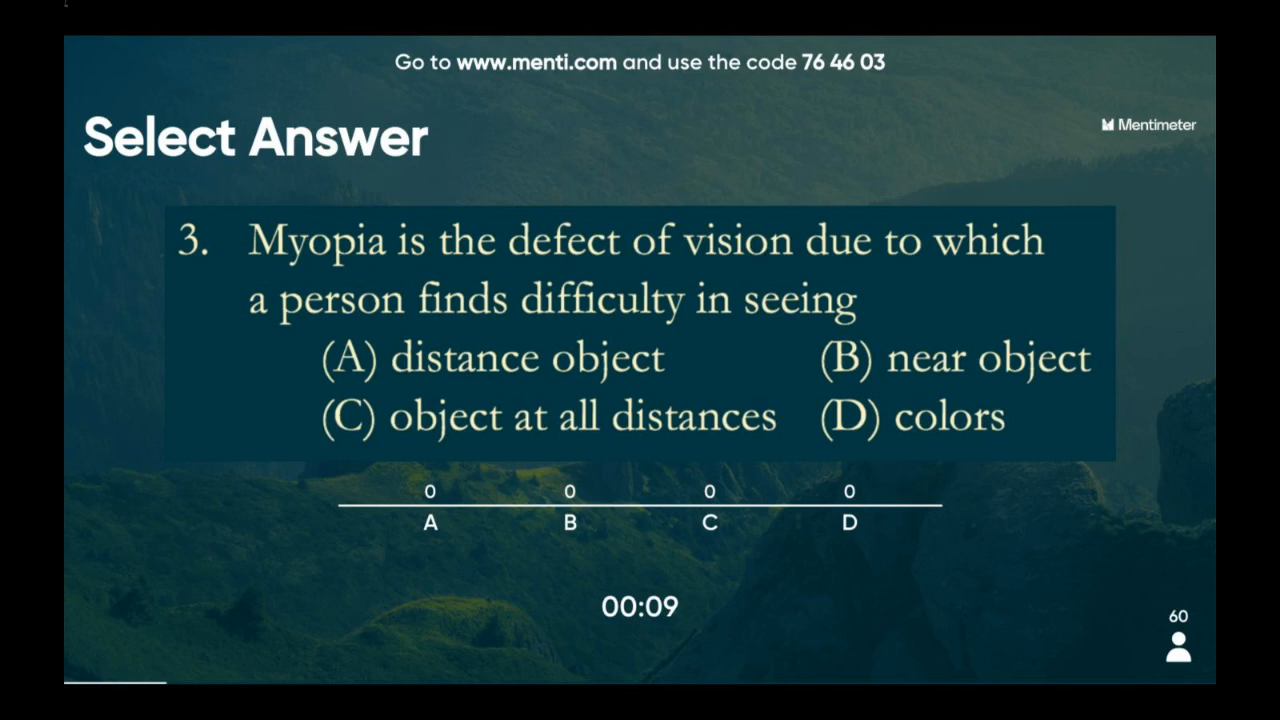 Go to www.menti.com and use the code 76 46 03
Select Answer
Mentimeter
3. Myopia is the defect of vision due to which
a person finds difficulty in seeing
(A) distance object (B) near object
(C) object at all distances (D) colors
0 0 0 0
A B C D
00:09
60